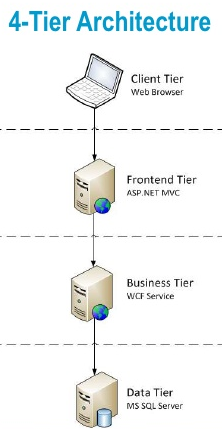 4-Tier Architecture
Client Tier
Web Browser
Frontend Tier
ASP.NET MVC
Business Tier
WCF Service
Data Tier
MS SQL Server